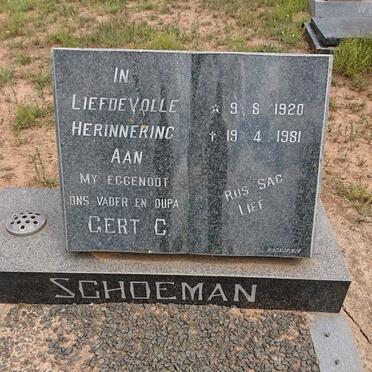 IN
LIEFDEVOLLE
HERINNERING
AAN
MY EGGENOOT
ONS VADER EN OUPA
GERT C.
☆ 9. 8. 1920
† 19. 4. 1981
RUS SAG
LIEF
SCHOEMAN